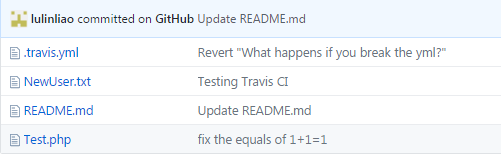 lulinliao committed on GitHub Update README.md
.travis.yml Revert "What happens if you break the yml?"
NewUser.txt Testing Travis CI
README.md Update README.md
Test.php fix the equals of 1+1=1